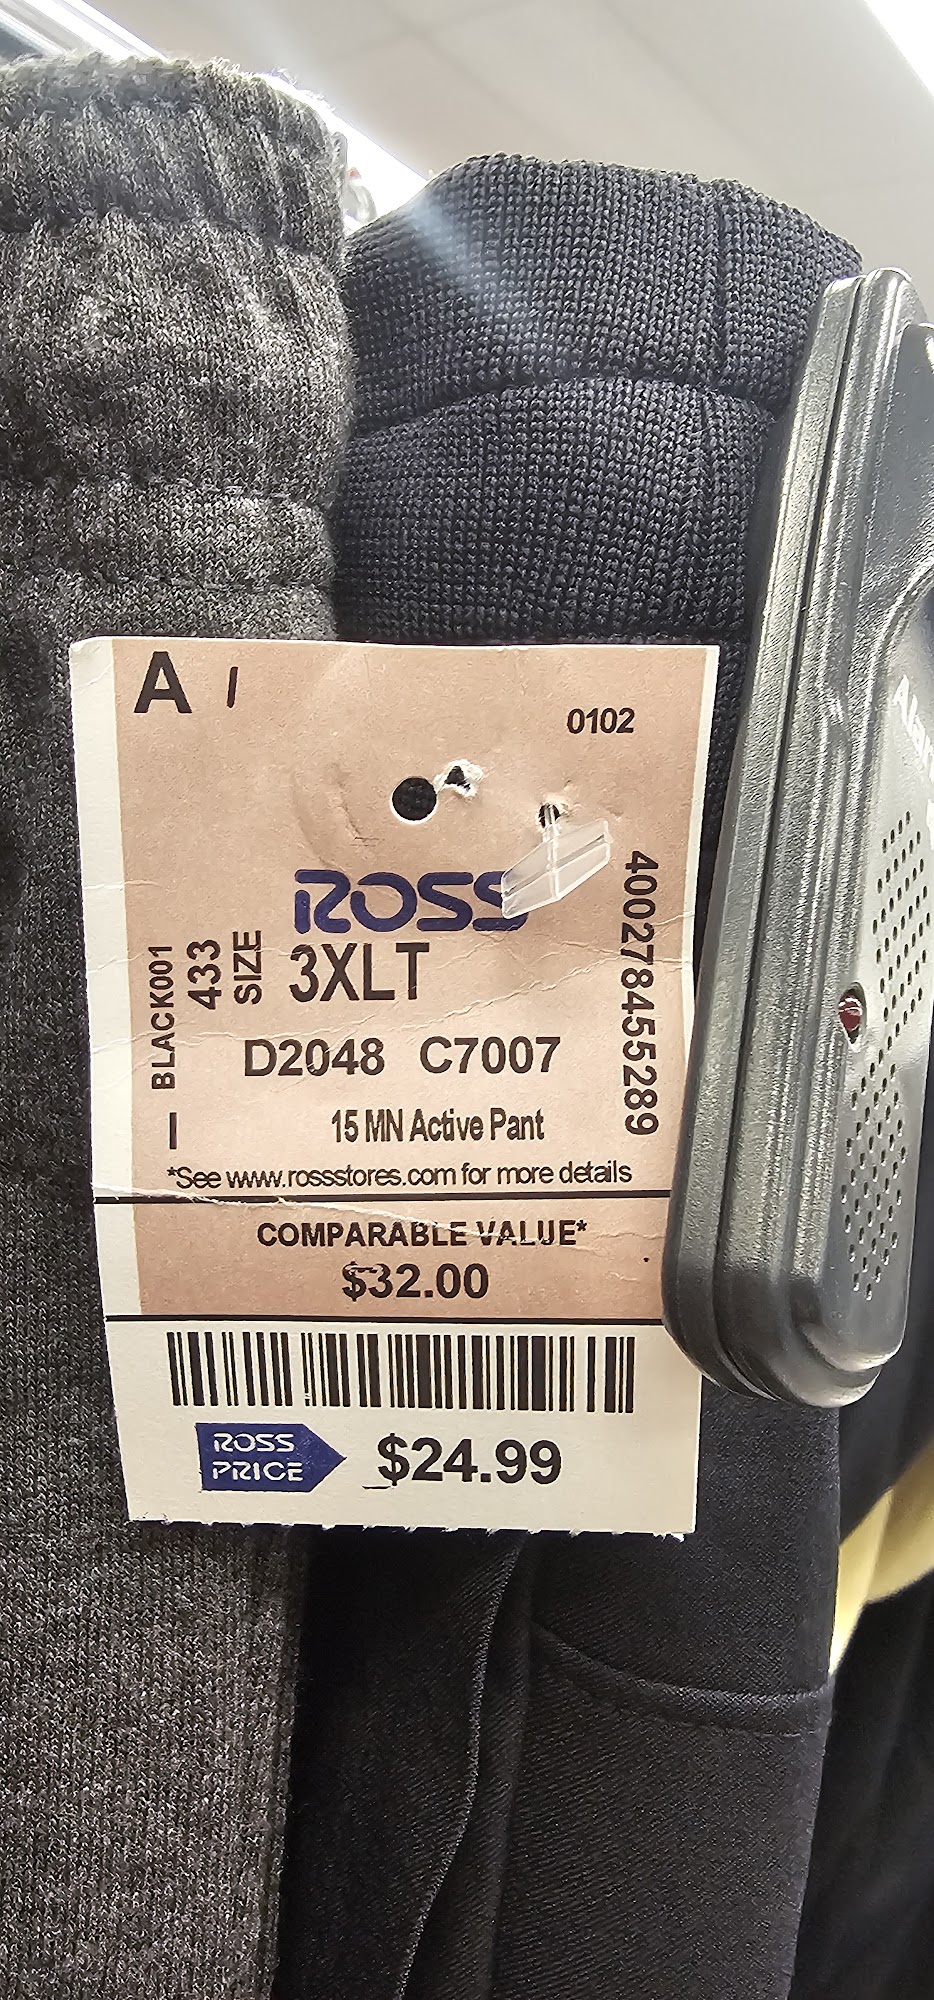 A I
0102
ROSS
400278455289
BLACK001
433
SIZE 3XLT
D2048 C7007
I
15 MN Active Pant
*See www.rossstores.com for more details
COMPARABLE VALUE*
$32.00
ROSS
PRICE
$24.99